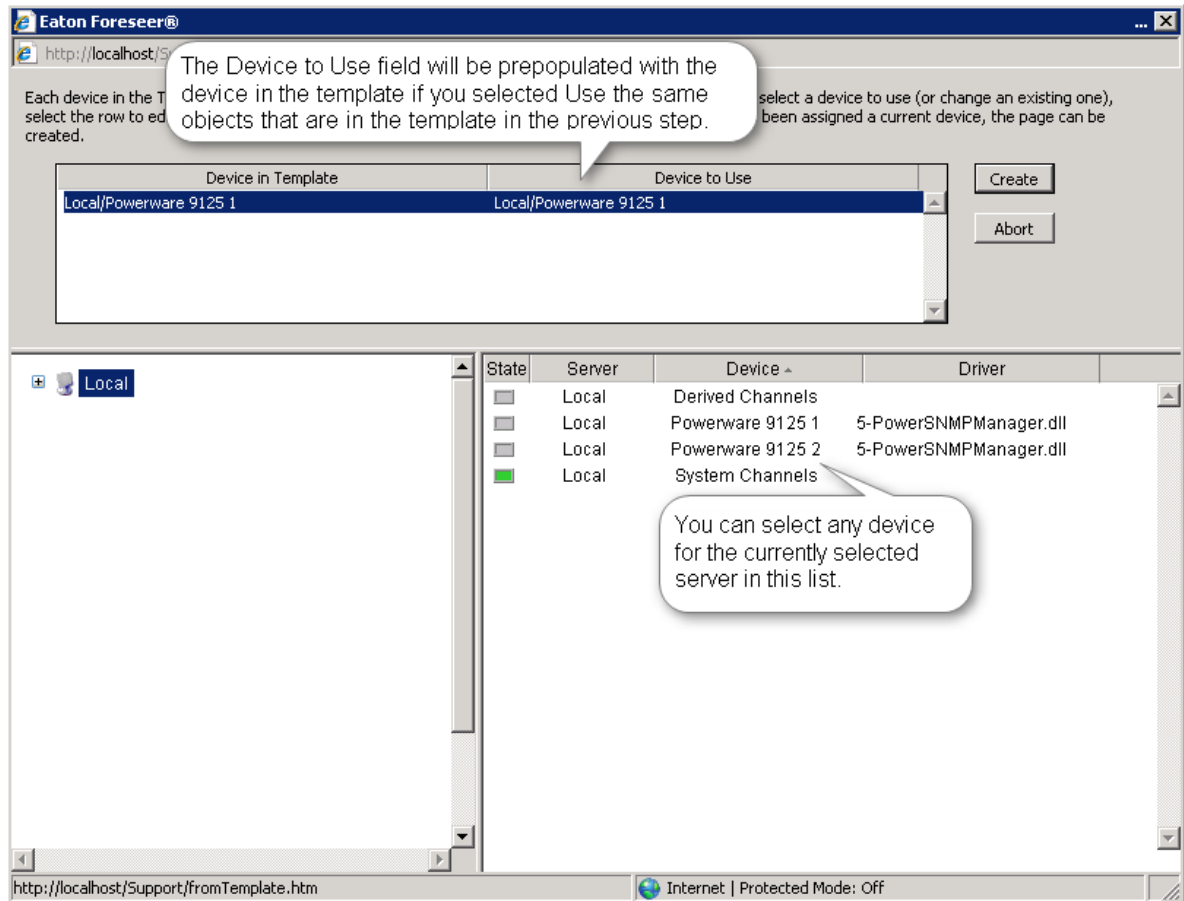 Eaton Foreseer® ...
http://localhost/S
The Device to Use field will be prepopulated with the
device in the template if you selected Use the same
objects that are in the template in the previous step.
Each device in the T select a device to use (or change an existing one),
select the row to ed been assigned a current device, the page can be
created.
Device in Template Device to Use
Local/Powerware 9125 1 Local/Powerware 9125 1
Create
Abort
Local
State Server Device Driver
Local Derived Channels
Local Powerware 9125 1 5-PowerSNMPManager.dll
Local Powerware 9125 2 5-PowerSNMPManager.dll
Local System Channels
You can select any device
for the currently selected
server in this list.
http://localhost/Support/fromTemplate.htm Internet | Protected Mode: Off